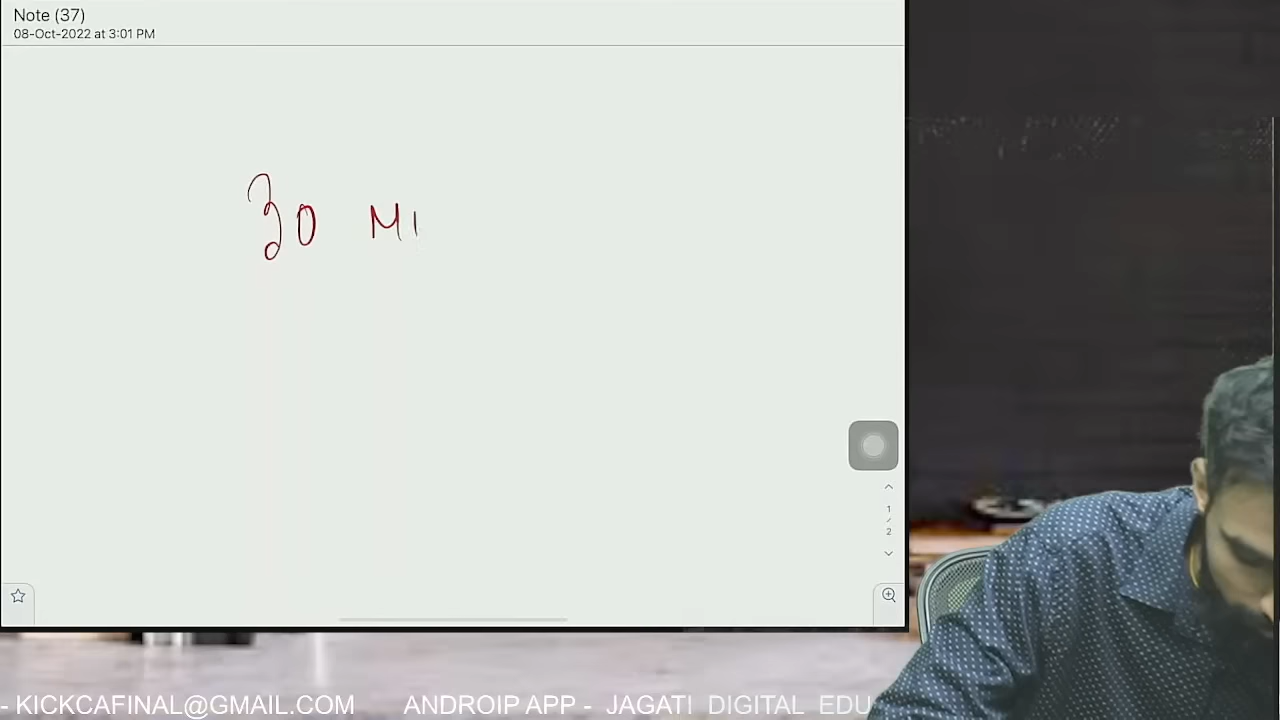 Note (37)
08-Oct-2022 at 3:01 PM
30 MI
1
/
2
- KICKCAFINAL@GMAIL.COM ANDROIP APP - JAGATI DIGITAL EDU